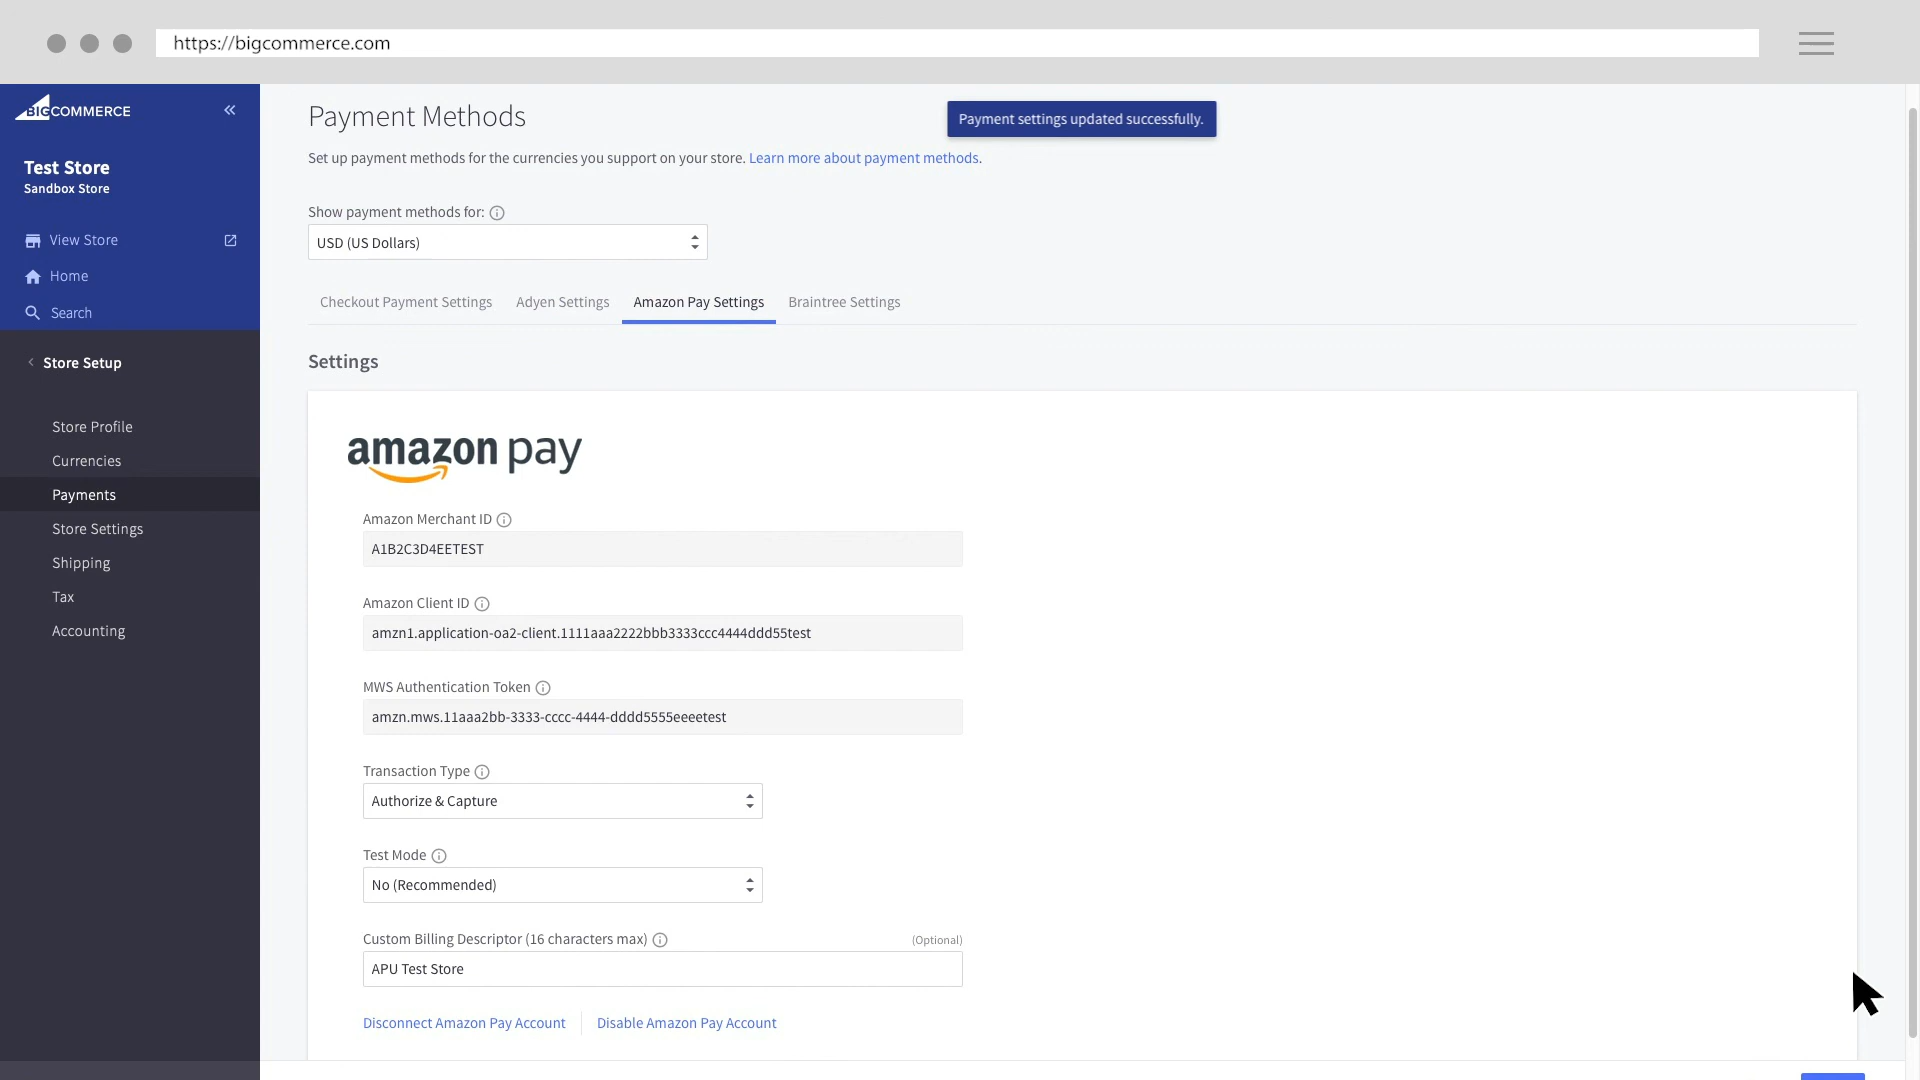 https://bigcommerce.com
BIGCOMMERCE
Test Store
Sandbox Store
View Store
Home
Search
Store Setup
Store Profile
Currencies
Payments
Store Settings
Shipping
Tax
Accounting
Payment Methods
Payment settings updated successfully.
Set up payment methods for the currencies you support on your store. Learn more about payment methods.
Show payment methods for:
USD (US Dollars)
Checkout Payment Settings Adyen Settings Amazon Pay Settings Braintree Settings
Settings
amazon pay
Amazon Merchant ID
A1B2C3D4EETEST
Amazon Client ID
amzn1.application-oa2-client.1111aaa2222bbb3333ccc4444ddd55test
MWS Authentication Token
amzn.mws.11aaa2bb-3333-cccc-4444-dddd5555eeeetest
Transaction Type
Authorize & Capture
Test Mode
No (Recommended)
Custom Billing Descriptor (16 characters max) (Optional)
APU Test Store
Disconnect Amazon Pay Account Disable Amazon Pay Account